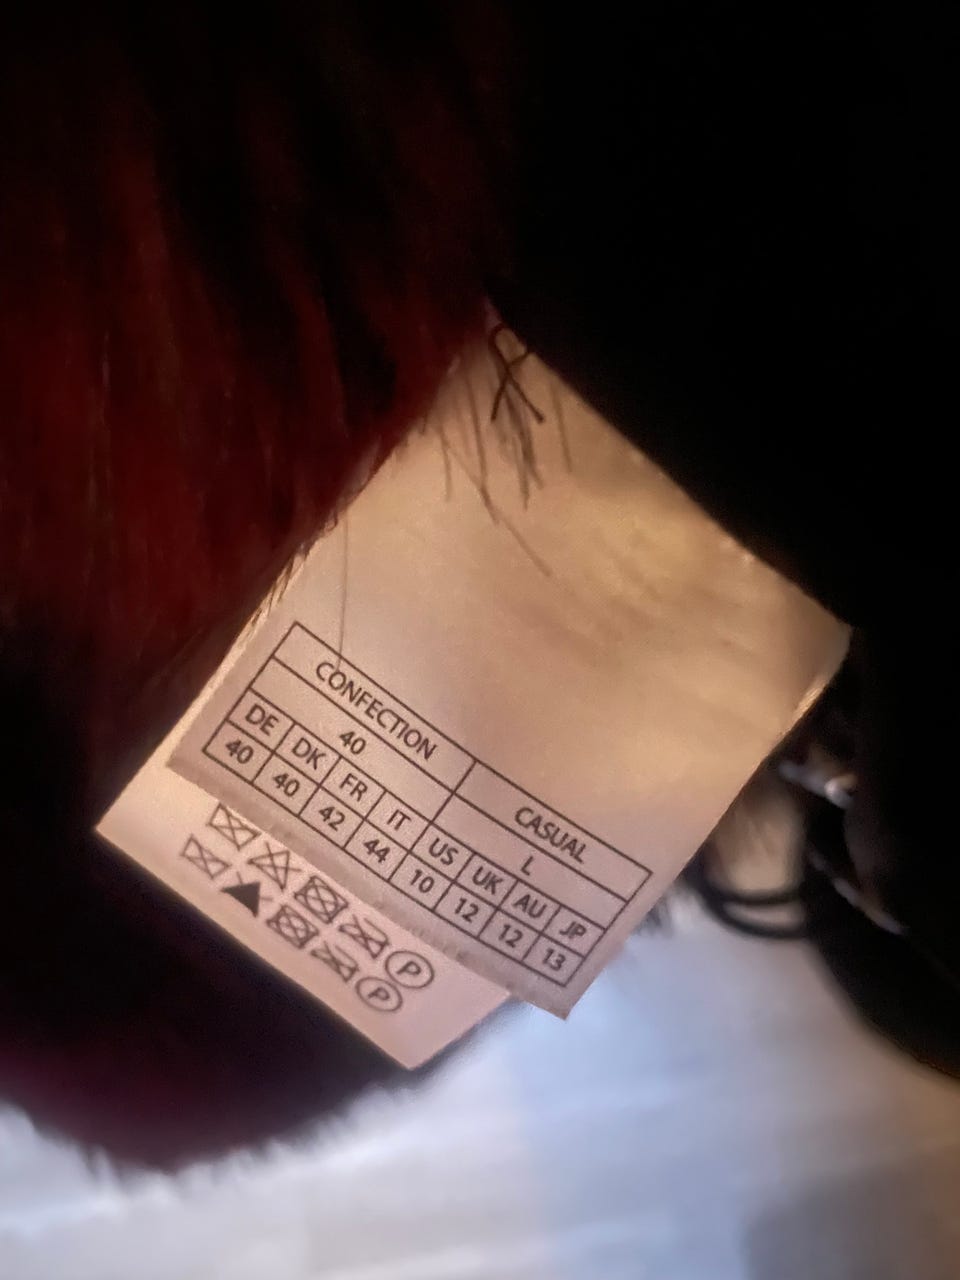 CONFECTION CASUAL
40 L
DE DK FR IT US UK AU JP
40 40 42 44 10 12 12 13
P
P